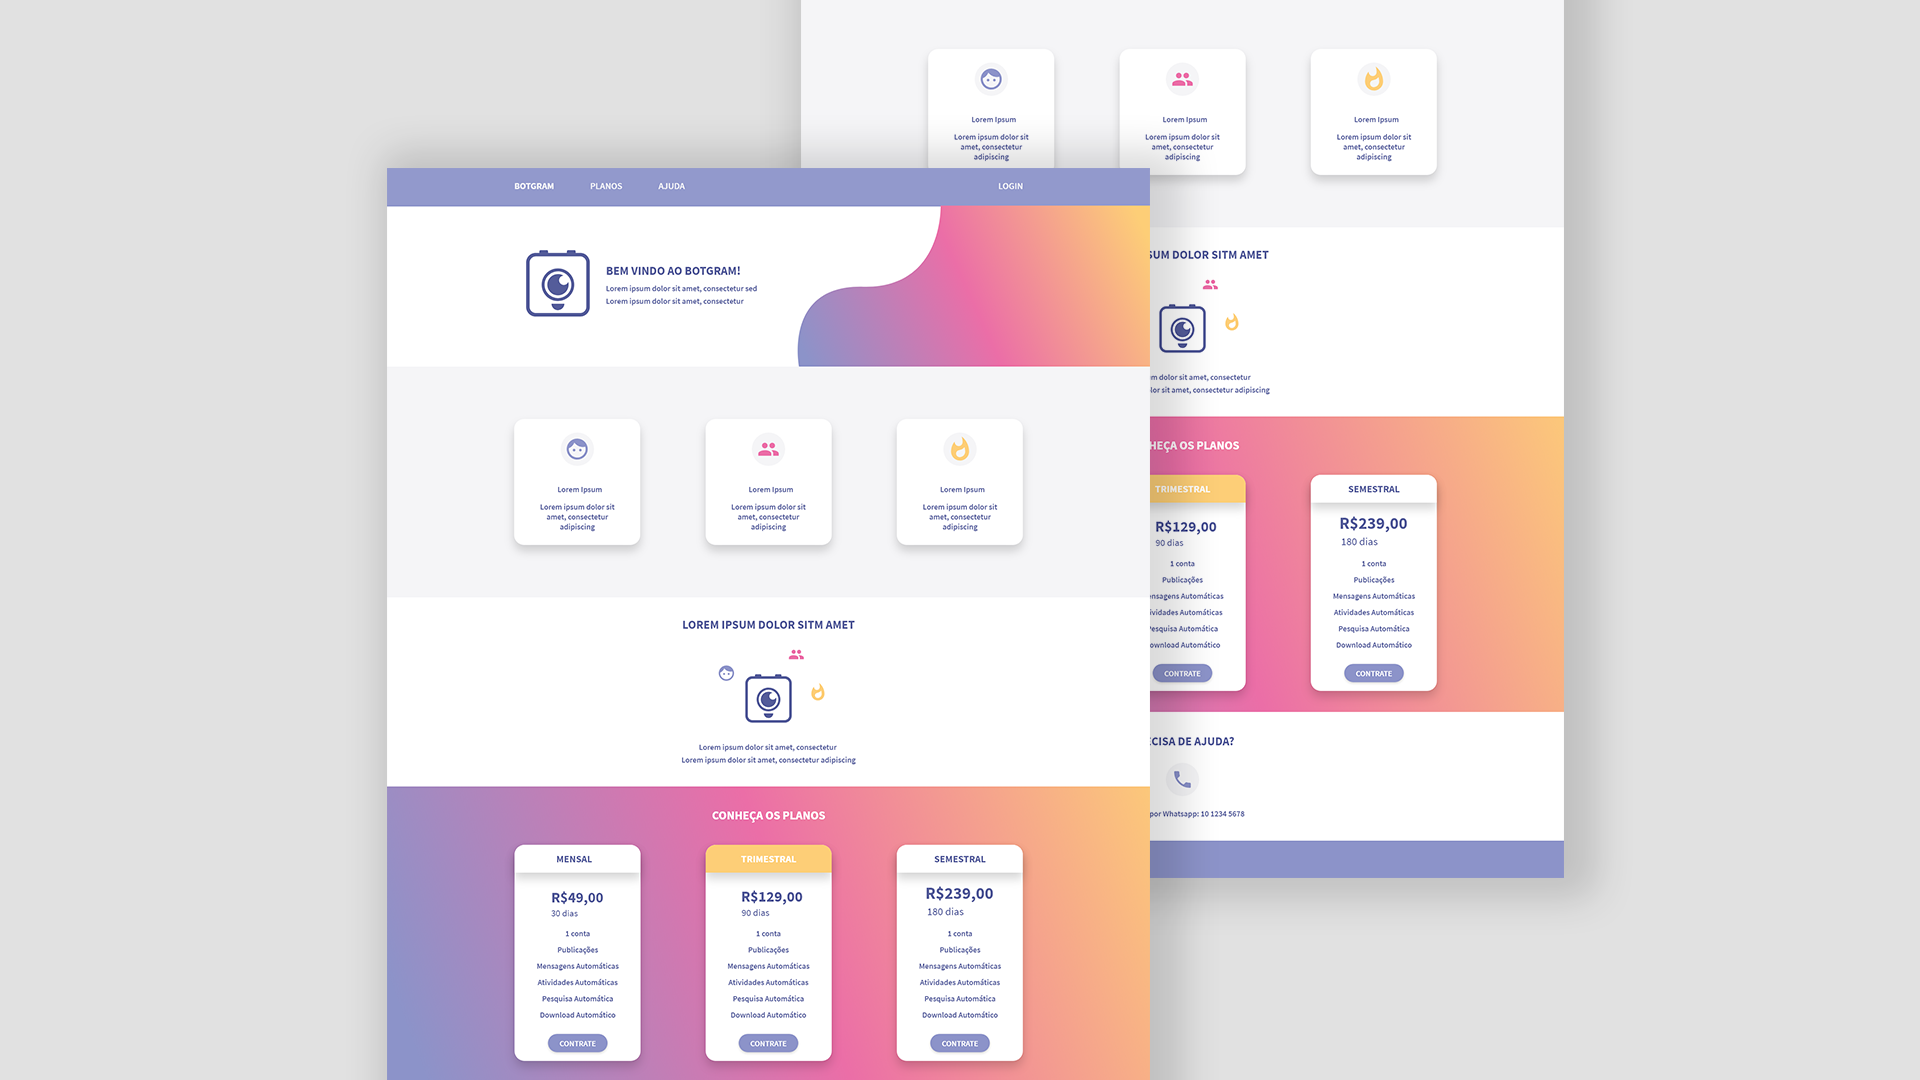 BOTGRAM PLANOS AJUDA LOGIN
BEM VINDO AO BOTGRAM!
Lorem ipsum dolor sit amet, consectetur sed
Lorem ipsum dolor sit amet, consectetur
Lorem Ipsum
Lorem ipsum dolor sit
amet, consectetur
adipiscing
Lorem Ipsum
Lorem ipsum dolor sit
amet, consectetur
adipiscing
Lorem Ipsum
Lorem ipsum dolor sit
amet, consectetur
adipiscing
LOREM IPSUM DOLOR SITM AMET
Lorem ipsum dolor sit amet, consectetur
Lorem ipsum dolor sit amet, consectetur adipiscing
CONHEÇA OS PLANOS
MENSAL
R$49,00
30 dias
1 conta
Publicações
Mensagens Automáticas
Atividades Automáticas
Pesquisa Automática
Download Automático
CONTRATE
TRIMESTRAL
R$129,00
90 dias
1 conta
Publicações
Mensagens Automáticas
Atividades Automáticas
Pesquisa Automática
Download Automático
CONTRATE
SEMESTRAL
R$239,00
180 dias
1 conta
Publicações
Mensagens Automáticas
Atividades Automáticas
Pesquisa Automática
Download Automático
CONTRATE
Lorem Ipsum
Lorem ipsum dolor sit
amet, consectetur
adipiscing
Lorem Ipsum
Lorem ipsum dolor sit
amet, consectetur
adipiscing
Lorem Ipsum
Lorem ipsum dolor sit
amet, consectetur
adipiscing
SUM DOLOR SITM AMET
m dolor sit amet, consectetur
lor sit amet, consectetur adipiscing
HEÇA OS PLANOS
TRIMESTRAL
R$129,00
90 dias
1 conta
Publicações
nsagens Automáticas
ividades Automáticas
Pesquisa Automática
ownload Automático
CONTRATE
SEMESTRAL
R$239,00
180 dias
1 conta
Publicações
Mensagens Automáticas
Atividades Automáticas
Pesquisa Automática
Download Automático
CONTRATE
CISA DE AJUDA?
por Whatsapp: 10 1234 5678